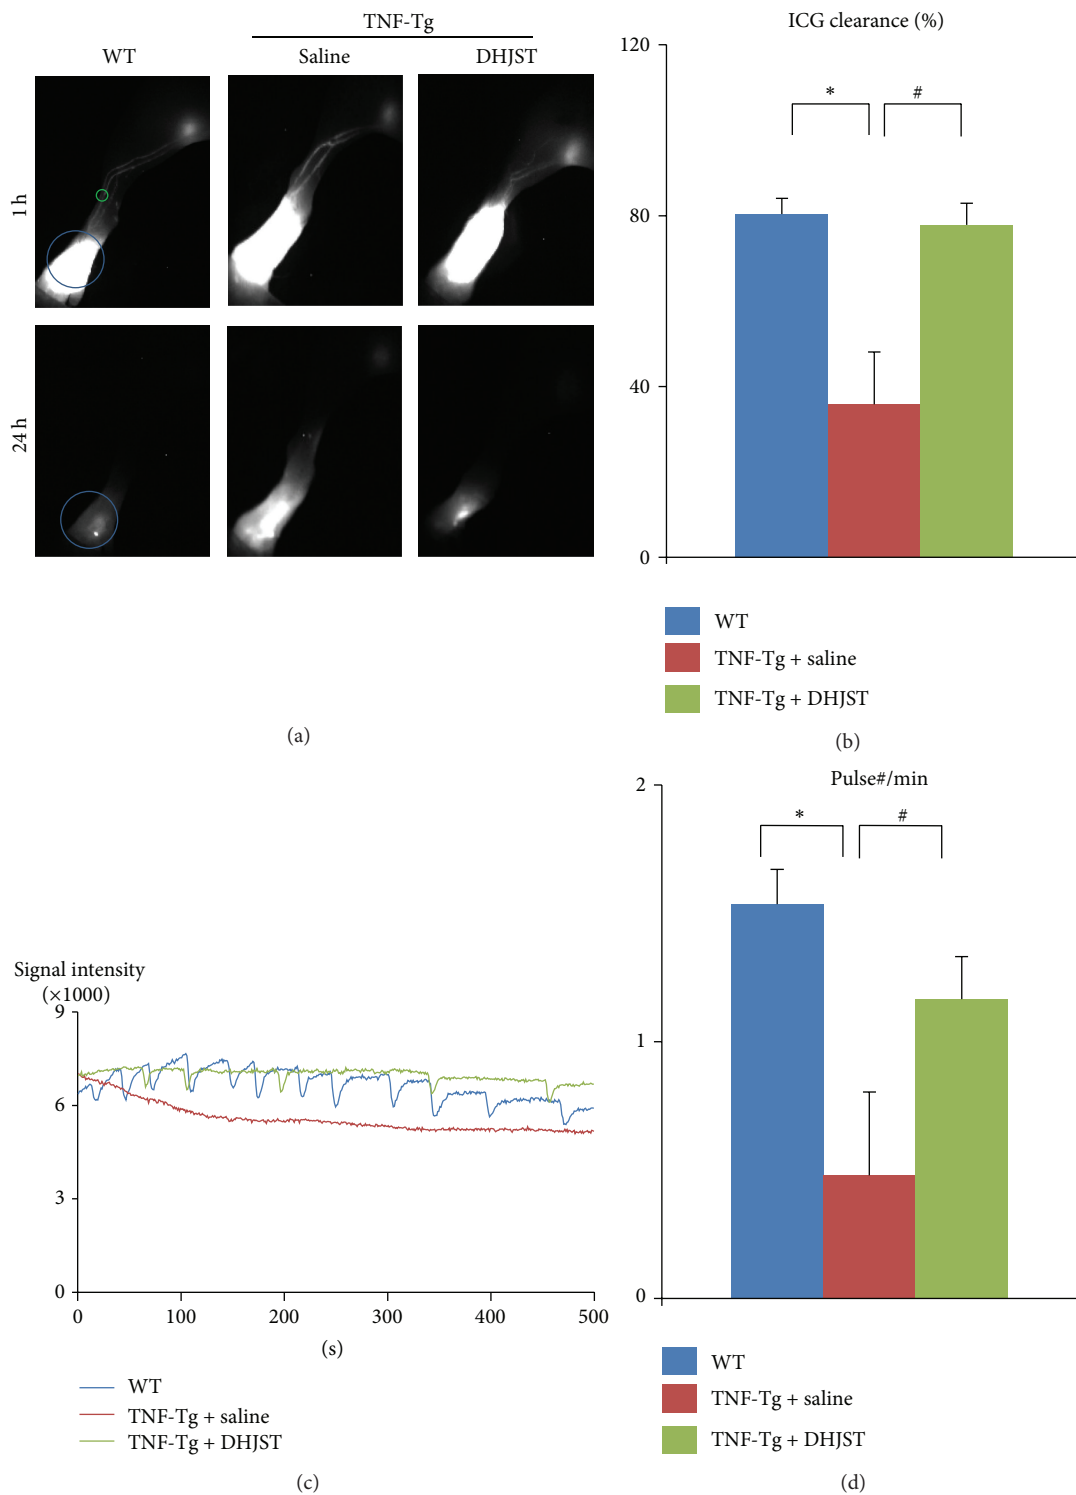 TNF-Tg
WT
Saline
DHJST
1 h
24 h
(a)
ICG clearance (%)
120
80
40
0
*
#
WT
TNF-Tg + saline
TNF-Tg + DHJST
(b)
Signal intensity
(×1000)
9
6
3
0
0 100 200 300 400 500
(s)
WT
TNF-Tg + saline
TNF-Tg + DHJST
(c)
Pulse#/min
2
1
0
*
#
WT
TNF-Tg + saline
TNF-Tg + DHJST
(d)